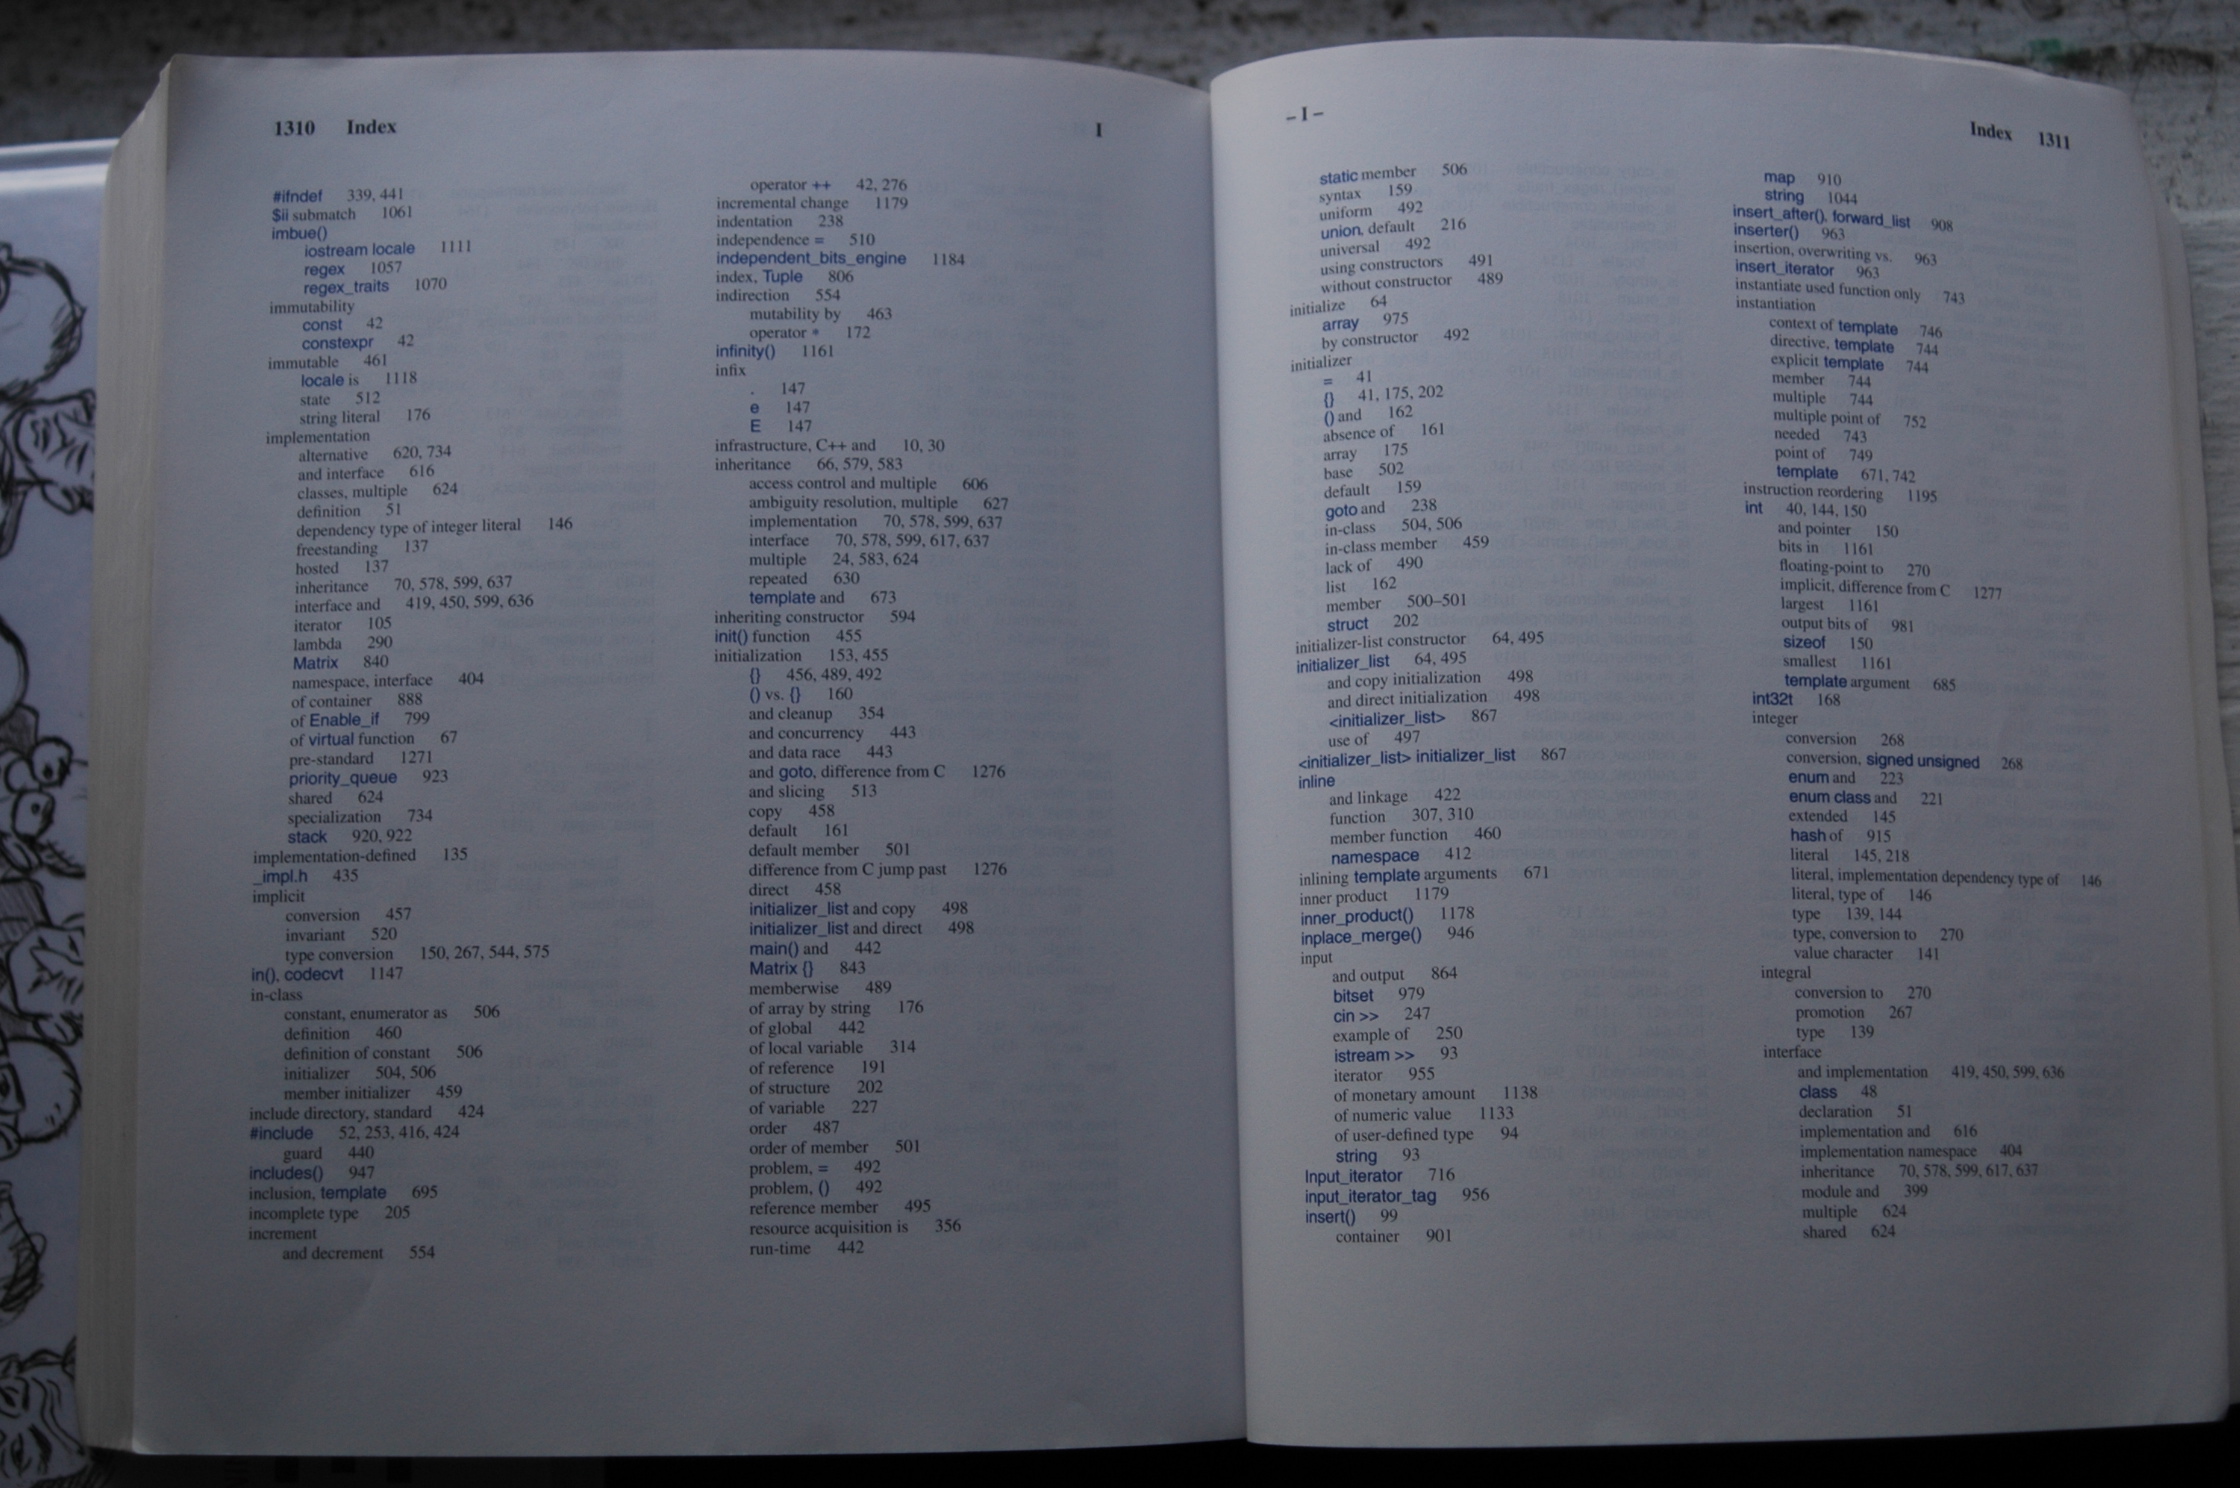 1310 Index I
#ifndef 339, 441
$ii submatch 1061
imbue()
iostream locale 1111
regex 1057
regex_traits 1070
immutability
const 42
constexpr 42
immutable 461
locale is 1118
state 512
string literal 176
implementation
alternative 620, 734
and interface 616
classes, multiple 624
definition 51
dependency type of integer literal 146
freestanding 137
hosted 137
inheritance 70, 578, 599, 637
interface and 419, 450, 599, 636
iterator 105
lambda 290
Matrix 840
namespace, interface 404
of container 888
of Enable_if 799
of virtual function 67
pre-standard 1271
priority_queue 923
shared 624
specialization 734
stack 920, 922
implementation-defined 135
_impl.h 435
implicit
conversion 457
invariant 520
type conversion 150, 267, 544, 575
in(), codecvt 1147
in-class
constant, enumerator as 506
definition 460
definition of constant 506
initializer 504, 506
member initializer 459
include directory, standard 424
#include 52, 253, 416, 424
guard 440
includes() 947
inclusion, template 695
incomplete type 205
increment
and decrement 554
operator ++ 42, 276
incremental change 1179
indentation 238
independence = 510
independent_bits_engine 1184
index, Tuple 806
indirection 554
mutability by 463
operator * 172
infinity() 1161
infix
. 147
e 147
E 147
infrastructure, C++ and 10, 30
inheritance 66, 579, 583
access control and multiple 606
ambiguity resolution, multiple 627
implementation 70, 578, 599, 637
interface 70, 578, 599, 617, 637
multiple 24, 583, 624
repeated 630
template and 673
inheriting constructor 594
init() function 455
initialization 153, 455
{} 456, 489, 492
() vs. {} 160
and cleanup 354
and concurrency 443
and data race 443
and goto, difference from C 1276
and slicing 513
copy 458
default 161
default member 501
difference from C jump past 1276
direct 458
initializer_list and copy 498
initializer_list and direct 498
main() and 442
Matrix {} 843
memberwise 489
of array by string 176
of global 442
of local variable 314
of reference 191
of structure 202
of variable 227
order 487
order of member 501
problem, = 492
problem, () 492
reference member 495
resource acquisition is 356
run-time 442
– I – Index 1311
static member 506
syntax 159
uniform 492
union, default 216
universal 492
using constructors 491
without constructor 489
initialize 64
array 975
by constructor 492
initializer
= 41
{} 41, 175, 202
() and 162
absence of 161
array 175
base 502
default 159
goto and 238
in-class 504, 506
in-class member 459
lack of 490
list 162
member 500–501
struct 202
initializer-list constructor 64, 495
initializer_list 64, 495
and copy initialization 498
and direct initialization 498
<initializer_list> 867
use of 497
<initializer_list> initializer_list 867
inline
and linkage 422
function 307, 310
member function 460
namespace 412
inlining template arguments 671
inner product 1179
inner_product() 1178
inplace_merge() 946
input
and output 864
bitset 979
cin >> 247
example of 250
istream >> 93
iterator 955
of monetary amount 1138
of numeric value 1133
of user-defined type 94
string 93
Input_iterator 716
input_iterator_tag 956
insert() 99
container 901
map 910
string 1044
insert_after(), forward_list 908
inserter() 963
insertion, overwriting vs. 963
insert_iterator 963
instantiate used function only 743
instantiation
context of template 746
directive, template 744
explicit template 744
member 744
multiple 744
multiple point of 752
needed 743
point of 749
template 671, 742
instruction reordering 1195
int 40, 144, 150
and pointer 150
bits in 1161
floating-point to 270
implicit, difference from C 1277
largest 1161
output bits of 981
sizeof 150
smallest 1161
template argument 685
int32t 168
integer
conversion 268
conversion, signed unsigned 268
enum and 223
enum class and 221
extended 145
hash of 915
literal 145, 218
literal, implementation dependency type of 146
literal, type of 146
type 139, 144
type, conversion to 270
value character 141
integral
conversion to 270
promotion 267
type 139
interface
and implementation 419, 450, 599, 636
class 48
declaration 51
implementation and 616
implementation namespace 404
inheritance 70, 578, 599, 617, 637
module and 399
multiple 624
shared 624